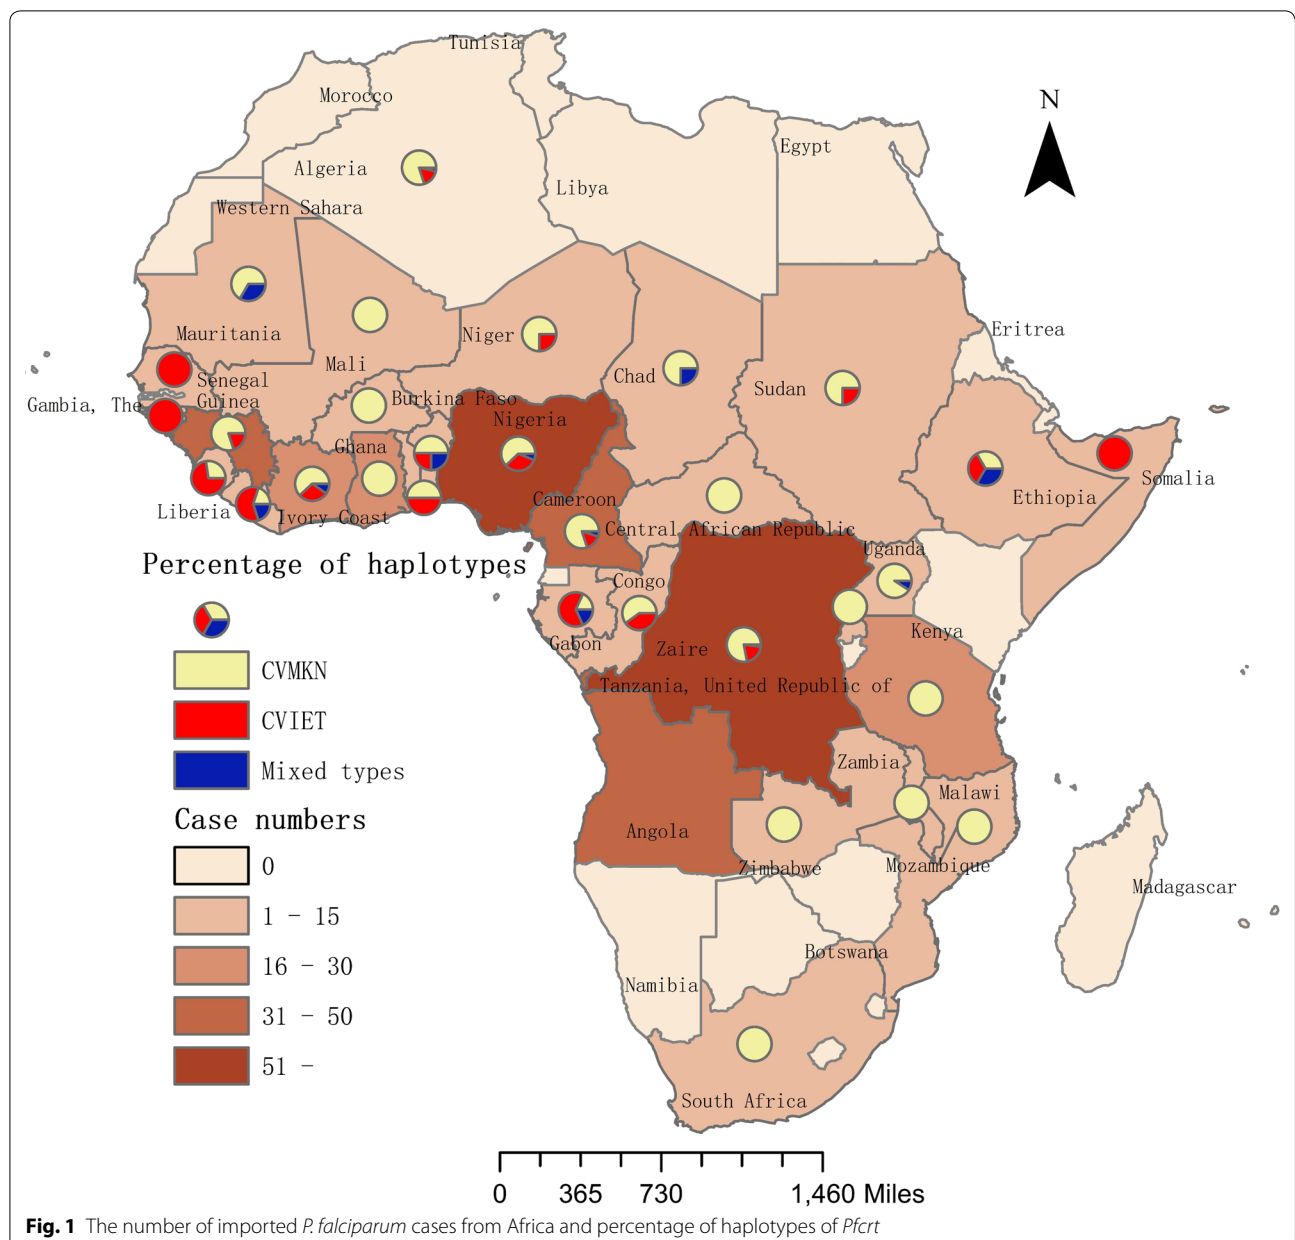 Tunisia
N
Morocco
Egypt
Algeria
Libya
Western Sahara
Eritrea
Mauritania
Niger
Mali
Chad
Senegal
Sudan
Gambia, The
Guinea
Burkina Faso
Nigeria
Ghana
Somalia
Ethiopia
Cameroon
Liberia
Ivory Coast
Central African Republic
Uganda
Percentage of haplotypes
Congo
Kenya
Gabon
Zaire
CVMKN
Tanzania, United Republic of
CVIET
Zambia
Mixed types
Malawi
Case numbers
Angola
0
Zimbabwe
Mozambique
Madagascar
1 - 15
Botswana
16 - 30
Namibia
31 - 50
51 -
South Africa
0 365 730 1,460 Miles
Fig. 1 The number of imported P. falciparum cases from Africa and percentage of haplotypes of Pfcrt